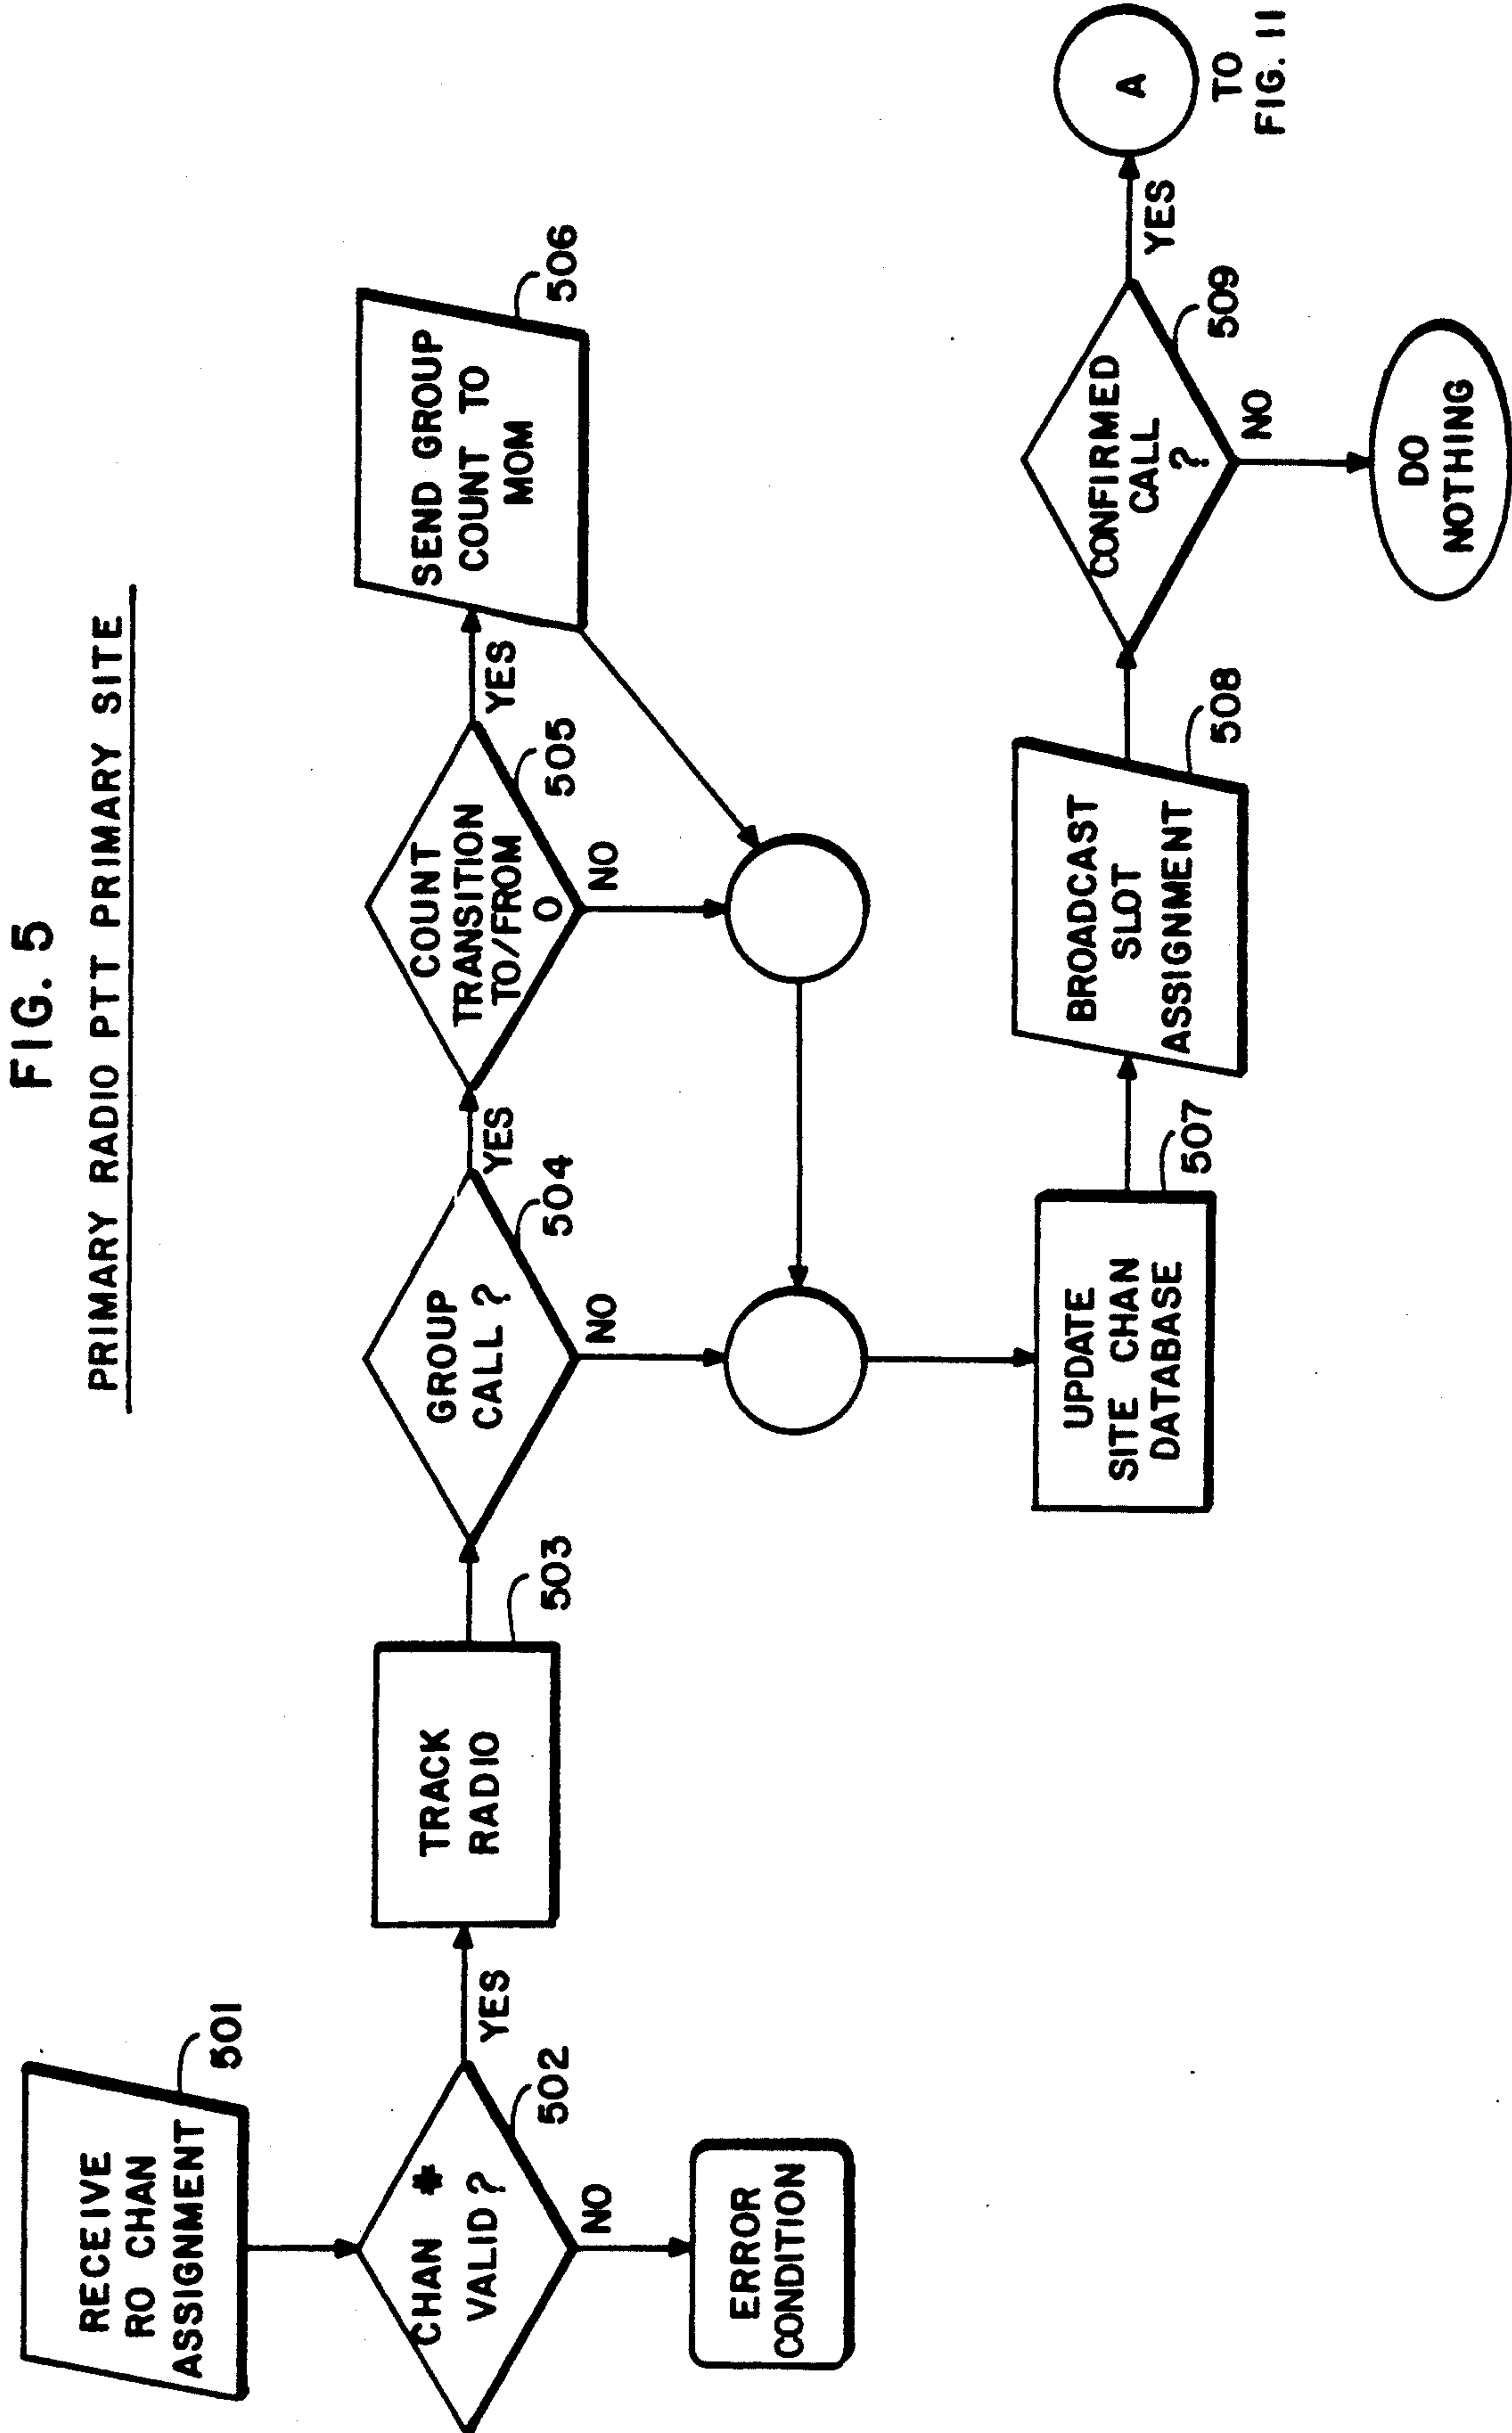 FIG. 5
PRIMARY RADIO PTT PRIMARY SITE
RECEIVE
RO CHAN
ASSIGNMENT
501
CHAN #
VALID?
502
YES
NO
ERROR
CONDITION
TRACK
RADIO
503
GROUP
CALL?
504
YES
NO
COUNT
TRANSITION
TO/FROM
0
505
YES
NO
SEND GROUP
COUNT TO
MOM
506
UPDATE
SITE CHAN
DATABASE
507
BROADCAST
SLOT
ASSIGNMENT
508
CONFIRMED
CALL
?
509
YES
NO
DO
NOTHING
A
TO
FIG. 11